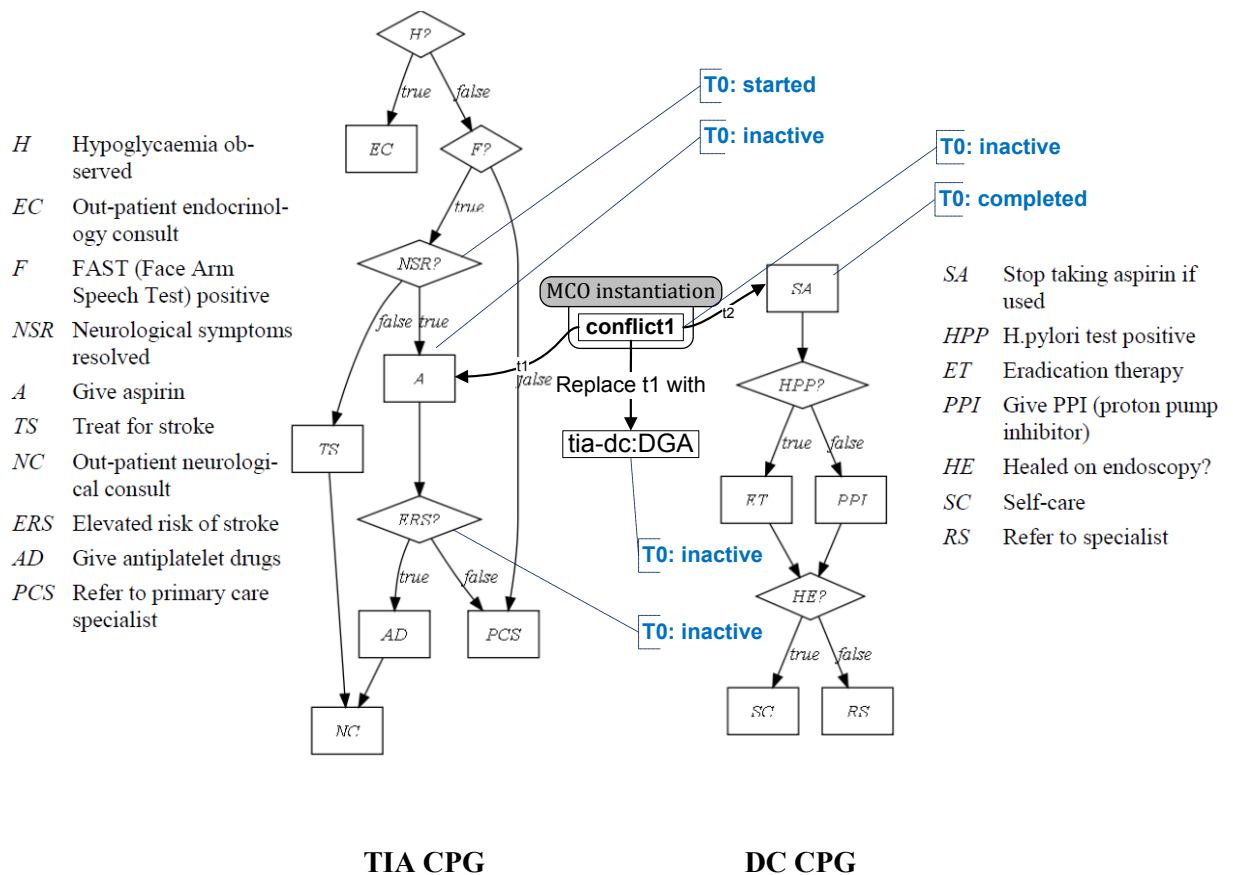 H?
true
false
EC
F?
true
NSR?
false
true
A
false
TS
ERS?
true
false
AD
PCS
NC
H Hypoglycaemia ob-
served
EC Out-patient endocrinol-
ogy consult
F FAST (Face Arm
Speech Test) positive
NSR Neurological symptoms
resolved
A Give aspirin
TS Treat for stroke
NC Out-patient neurologi-
cal consult
ERS Elevated risk of stroke
AD Give antiplatelet drugs
PCS Refer to primary care
specialist
T0: started
T0: inactive
T0: inactive
T0: completed
MCO instantiation
conflict1
t1
t2
Replace t1 with
tia-dc:DGA
T0: inactive
T0: inactive
SA
HPP?
true
false
ET
PPI
HE?
true
false
SC
RS
SA Stop taking aspirin if
used
HPP H.pylori test positive
ET Eradication therapy
PPI Give PPI (proton pump
inhibitor)
HE Healed on endoscopy?
SC Self-care
RS Refer to specialist
TIA CPG
DC CPG